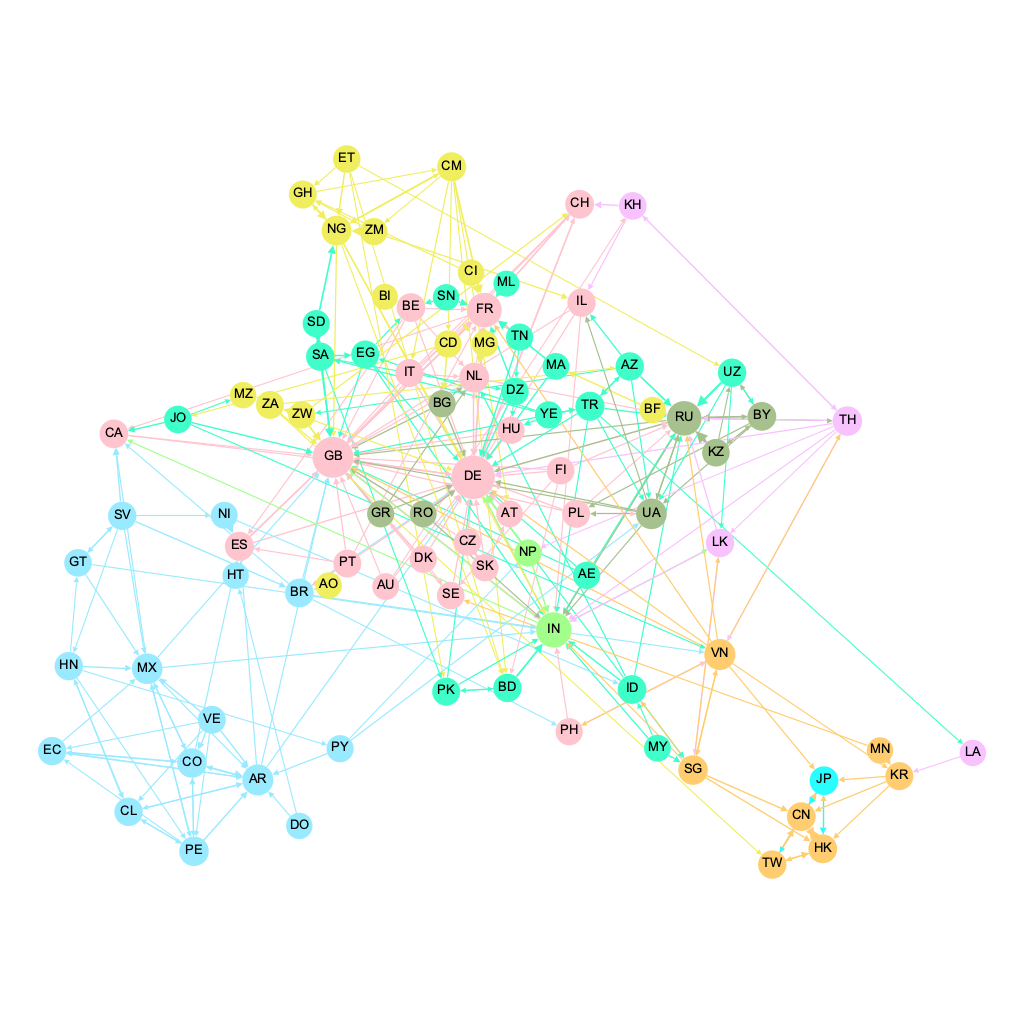 ET
CM
GH
CH
KH
NG
ZM
CI
ML
BI
SN
BE
FR
IL
SD
TN
CD
MG
SA
EG
MA
AZ
UZ
IT
NL
DZ
MZ
ZA
BG
YE
TR
BF
RU
BY
JO
ZW
HU
TH
CA
GB
KZ
DE
FI
SV
NI
GR
RO
AT
PL
UA
ES
CZ
NP
LK
GT
HT
PT
DK
SK
AE
BR
AO
AU
SE
IN
HN
MX
VN
PK
BD
ID
VE
PH
EC
CO
PY
MY
MN
LA
AR
SG
JP
KR
CL
DO
CN
PE
HK
TW